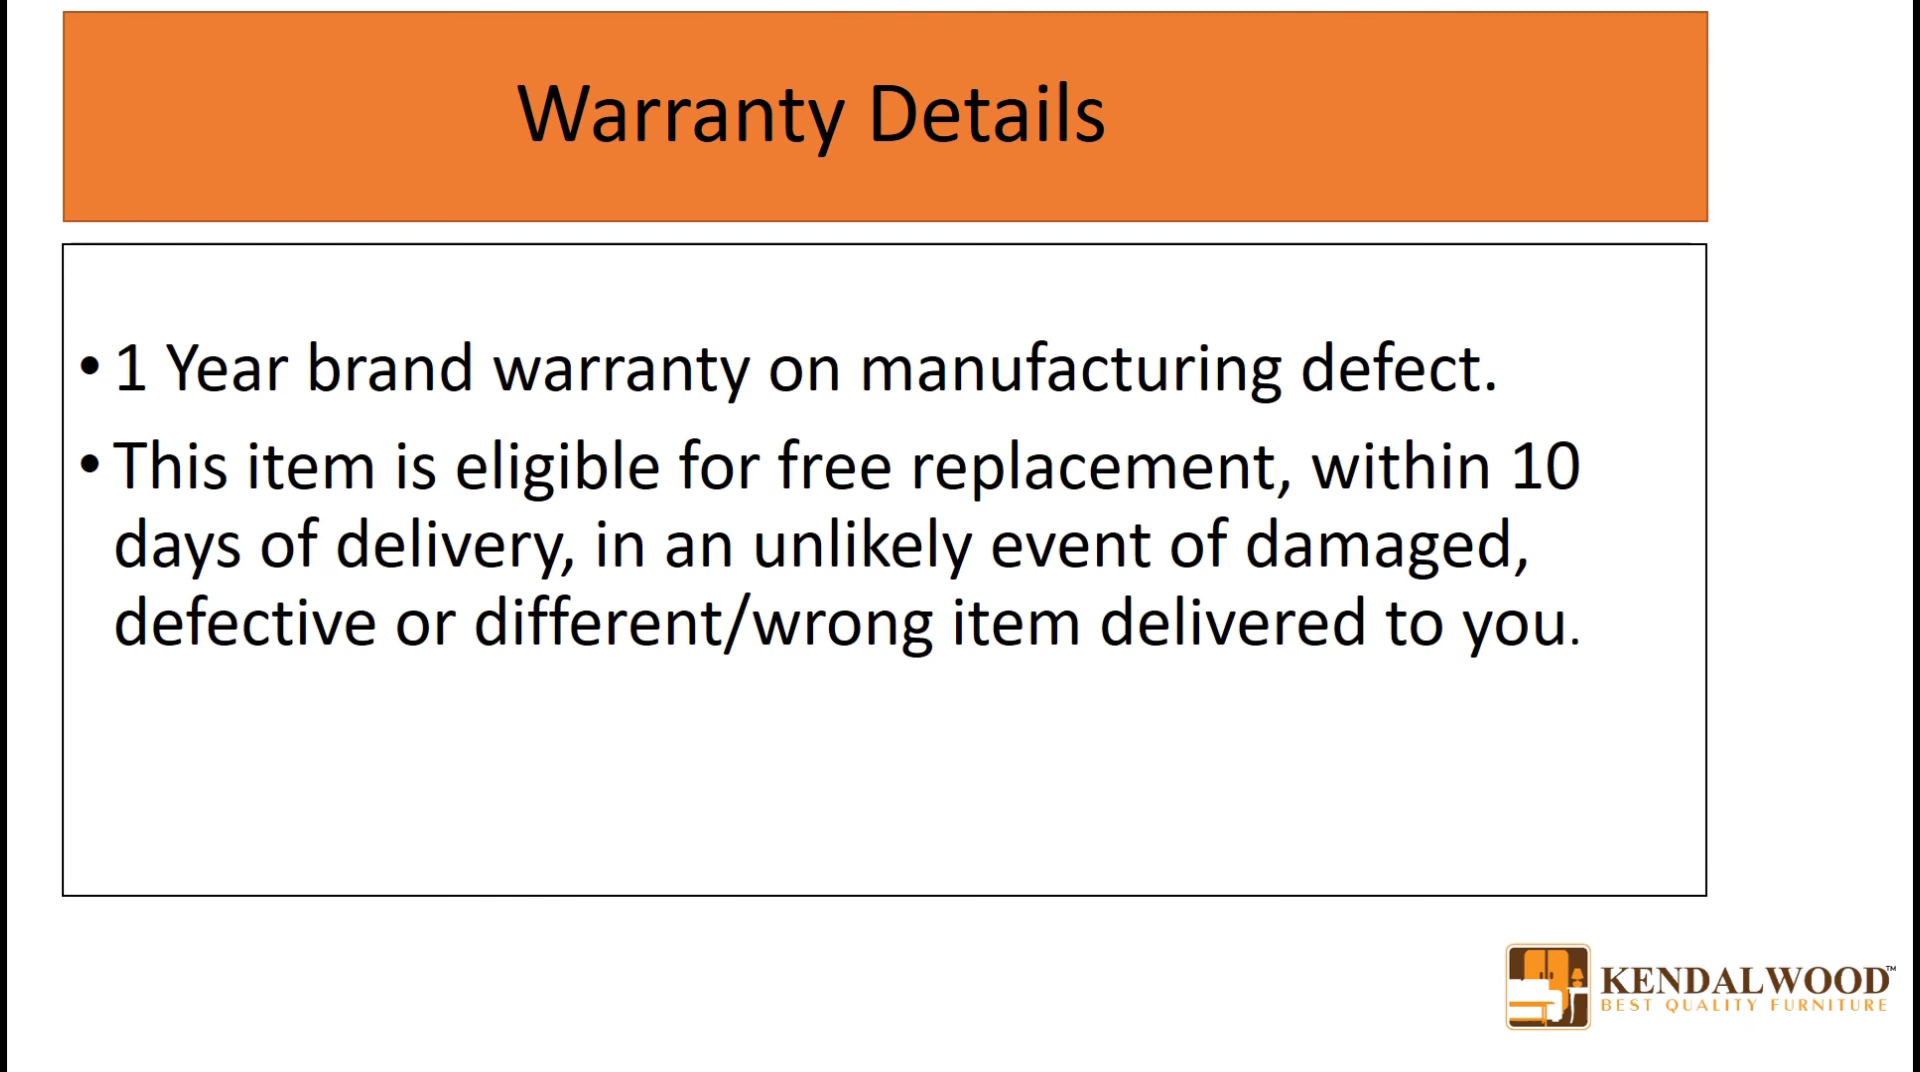 Warranty Details
• 1 Year brand warranty on manufacturing defect.
• This item is eligible for free replacement, within 10
days of delivery, in an unlikely event of damaged,
defective or different/wrong item delivered to you.
KENDALWOOD™
BEST QUALITY FURNITURE